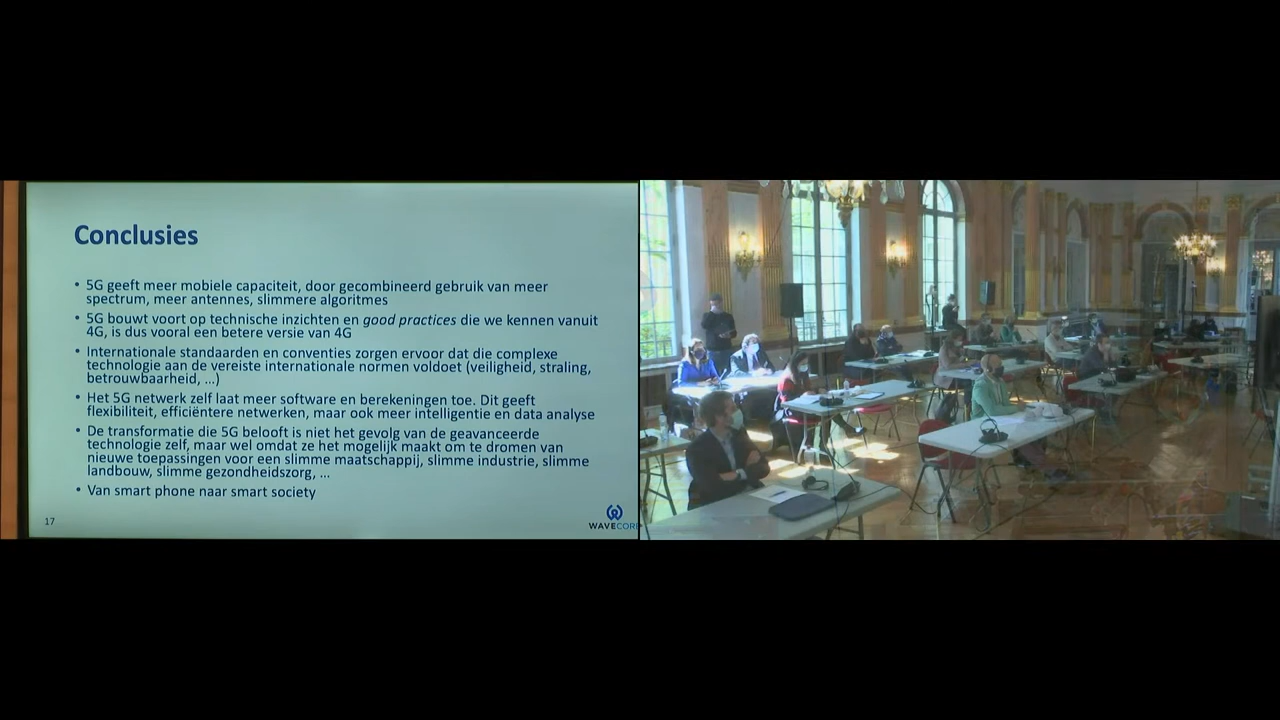 Conclusies
• 5G geeft meer mobiele capaciteit, door gecombineerd gebruik van meer
spectrum, meer antennes, slimmere algoritmes
• 5G bouwt voort op technische inzichten en good practices die we kennen vanuit
4G, is dus vooral een betere versie van 4G
• Internationale standaarden en conventies zorgen ervoor dat die complexe
technologie aan de vereiste internationale normen voldoet (veiligheid, straling,
betrouwbaarheid, ...)
• Het 5G netwerk zelf laat meer software en berekeningen toe. Dit geeft
flexibiliteit, efficiëntere netwerken, maar ook meer intelligentie en data analyse
• De transformatie die 5G belooft is niet het gevolg van de geavanceerde
technologie zelf, maar wel omdat ze het mogelijk maakt om te dromen van
nieuwe toepassingen voor een slimme maatschappij, slimme industrie, slimme
landbouw, slimme gezondheidszorg, ...
• Van smart phone naar smart society
17
WAVECORE